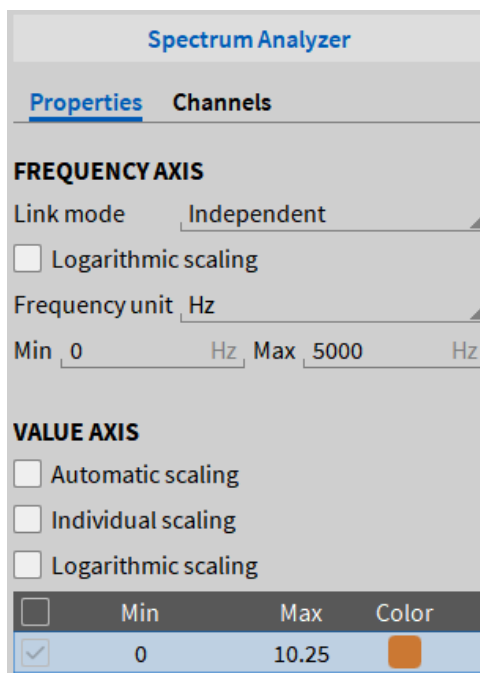 Spectrum Analyzer
Properties Channels
FREQUENCY AXIS
Link mode Independent
Logarithmic scaling
Frequency unit Hz
Min 0 Hz Max 5000 Hz
VALUE AXIS
Automatic scaling
Individual scaling
Logarithmic scaling
Min Max Color
0 10.25